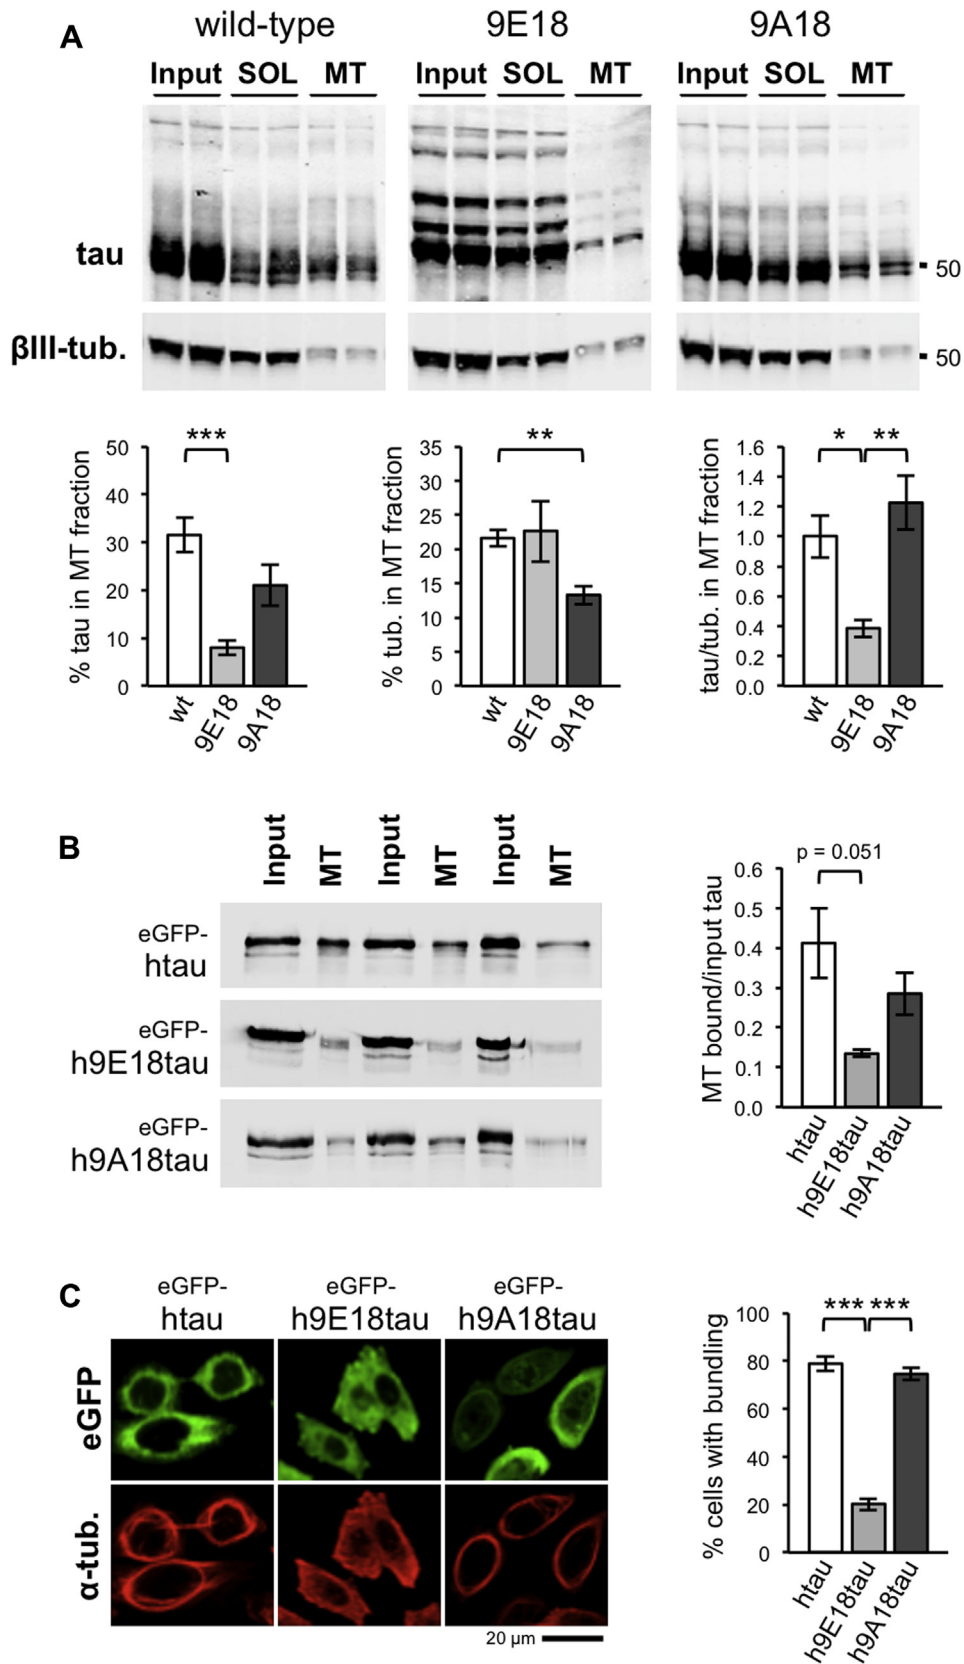 A
wild-type 9E18 9A18
Input SOL MT Input SOL MT Input SOL MT
tau
50
βIII-tub.
50
*** ** * **
50
40
30
20
10
0
% tau in MT fraction
wt 9E18 9A18
35
30
25
20
15
10
5
0
% tub. in MT fraction
wt 9E18 9A18
1.6
1.4
1.2
1.0
0.8
0.6
0.4
0.2
0.0
tau/tub. in MT fraction
wt 9E18 9A18
B
Input MT Input MT Input MT
eGFP-
htau
eGFP-
h9E18tau
eGFP-
h9A18tau
p = 0.051
0.6
0.5
0.4
0.3
0.2
0.1
0.0
MT bound/input tau
htau h9E18tau h9A18tau
C
eGFP- eGFP- eGFP-
htau h9E18tau h9A18tau
eGFP
α-tub.
20 µm
*** ***
100
80
60
40
20
0
% cells with bundling
htau h9E18tau h9A18tau